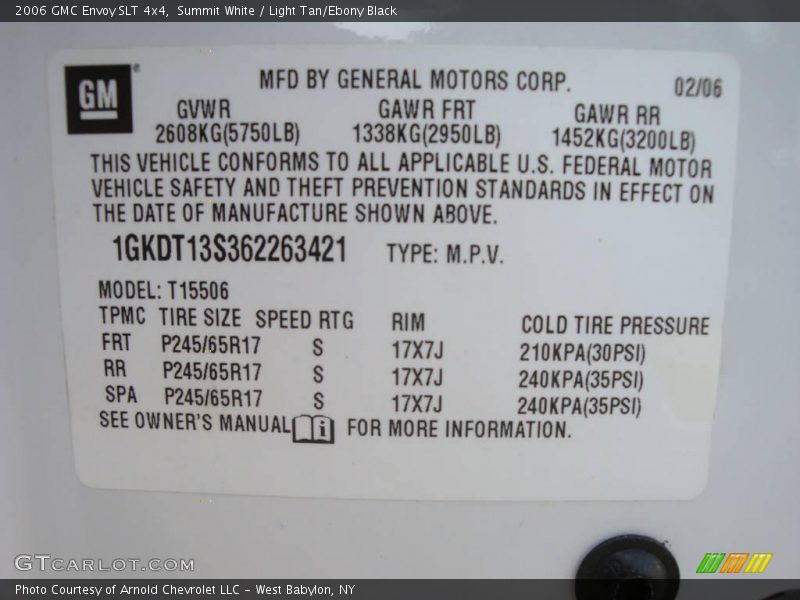 2006 GMC Envoy SLT 4x4,  Summit White / Light Tan/Ebony Black
GM
MFD BY GENERAL MOTORS CORP.
02/06
GVWR GAWR FRT GAWR RR
2608KG(5750LB) 1338KG(2950LB) 1452KG(3200LB)
THIS VEHICLE CONFORMS TO ALL APPLICABLE U.S. FEDERAL MOTOR
VEHICLE SAFETY AND THEFT PREVENTION STANDARDS IN EFFECT ON
THE DATE OF MANUFACTURE SHOWN ABOVE.
1GKDT13S362263421 TYPE: M.P.V.
MODEL: T15506
TPMC TIRE SIZE SPEED RTG RIM COLD TIRE PRESSURE
FRT P245/65R17 S 17X7J 210KPA(30PSI)
RR P245/65R17 S 17X7J 240KPA(35PSI)
SPA P245/65R17 S 17X7J 240KPA(35PSI)
SEE OWNER'S MANUAL i FOR MORE INFORMATION.
GTCARLOT.COM
Photo Courtesy of Arnold Chevrolet LLC - West Babylon, NY